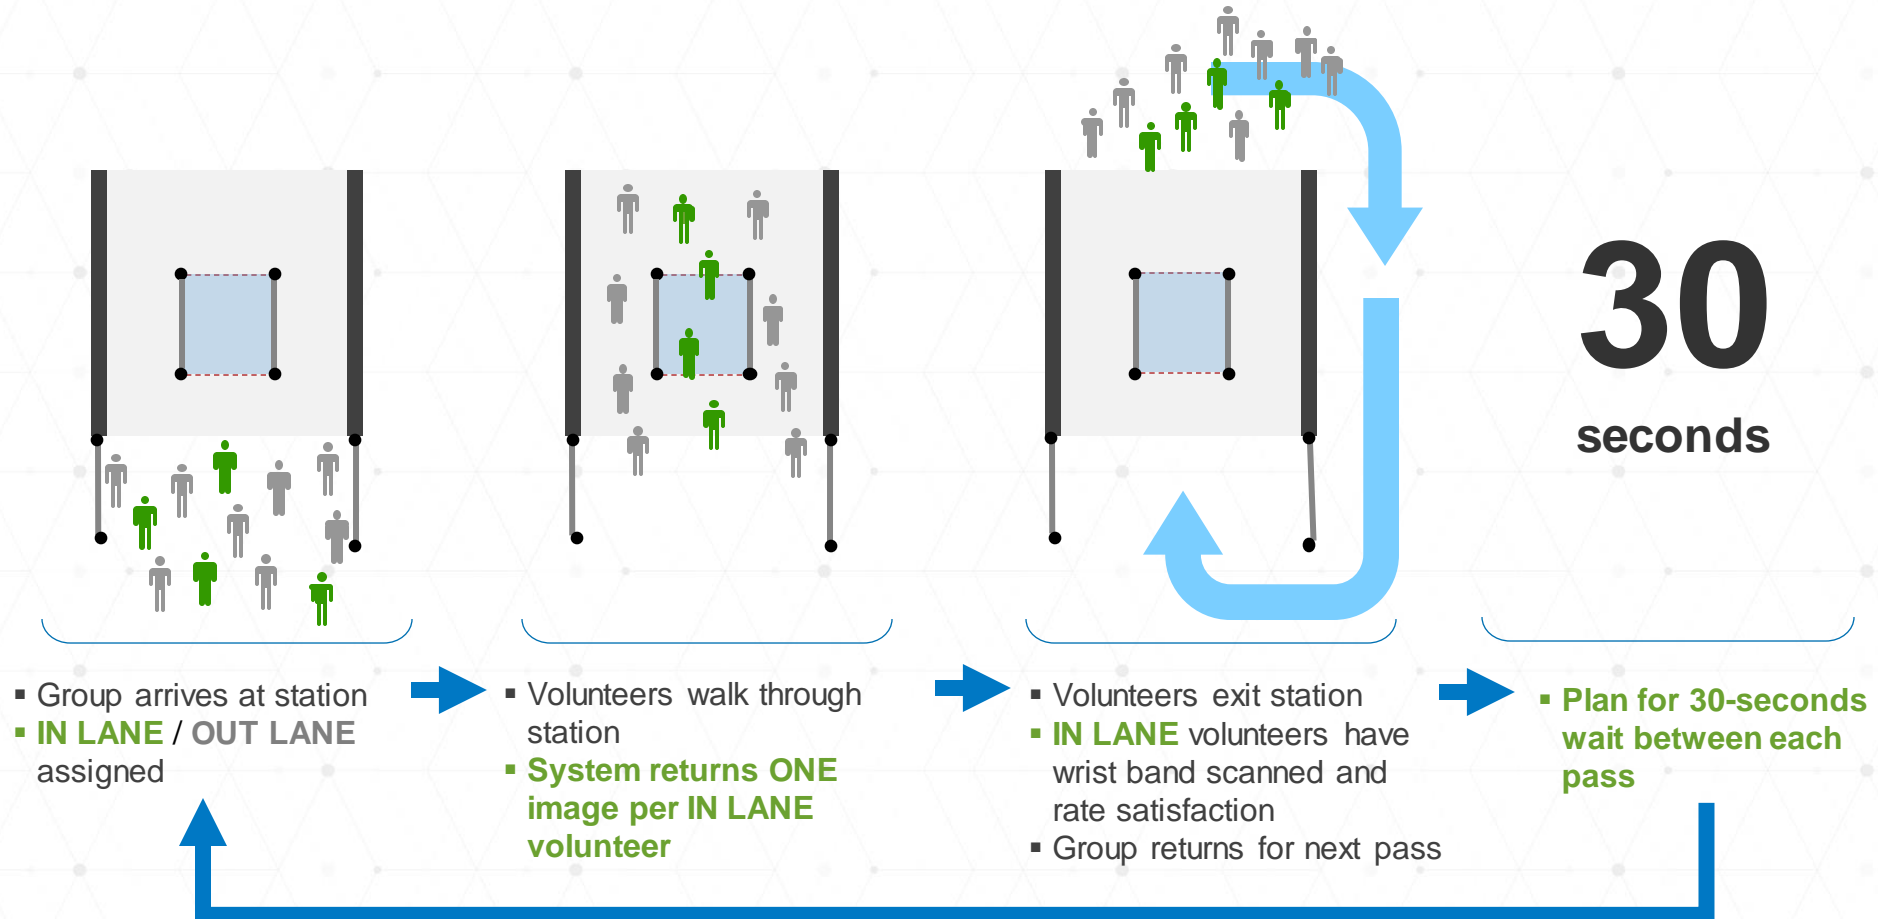 30
seconds
▪ Group arrives at station
▪ IN LANE / OUT LANE
assigned
▪ Volunteers walk through
station
▪ System returns ONE
image per IN LANE
volunteer
▪ Volunteers exit station
▪ IN LANE volunteers have
wrist band scanned and
rate satisfaction
▪ Group returns for next pass
▪ Plan for 30-seconds
wait between each
pass